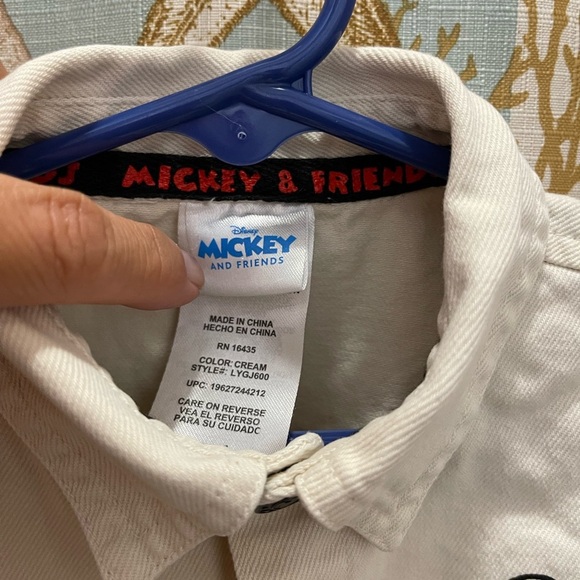 MICKEY & FRIEND
Disney
MICKEY
AND FRIENDS
MADE IN CHINA
HECHO EN CHINA
RN 16435
COLOR: CREAM
STYLE#: LYGJ600
UPC: 19627244212
CARE ON REVERSE
VEA EL REVERSO
PARA SU CUIDADO